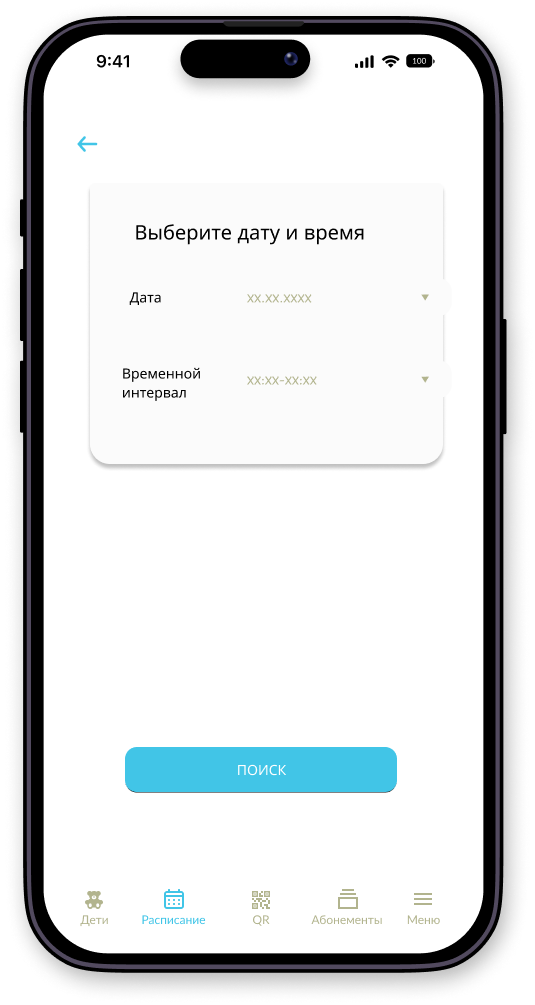 9:41
100
Выберите дату и время
Дата
xx.xx.xxxx
Временной
интервал
xx:xx-xx:xx
ПОИСК
Дети
Расписание
QR
Абонементы
Меню